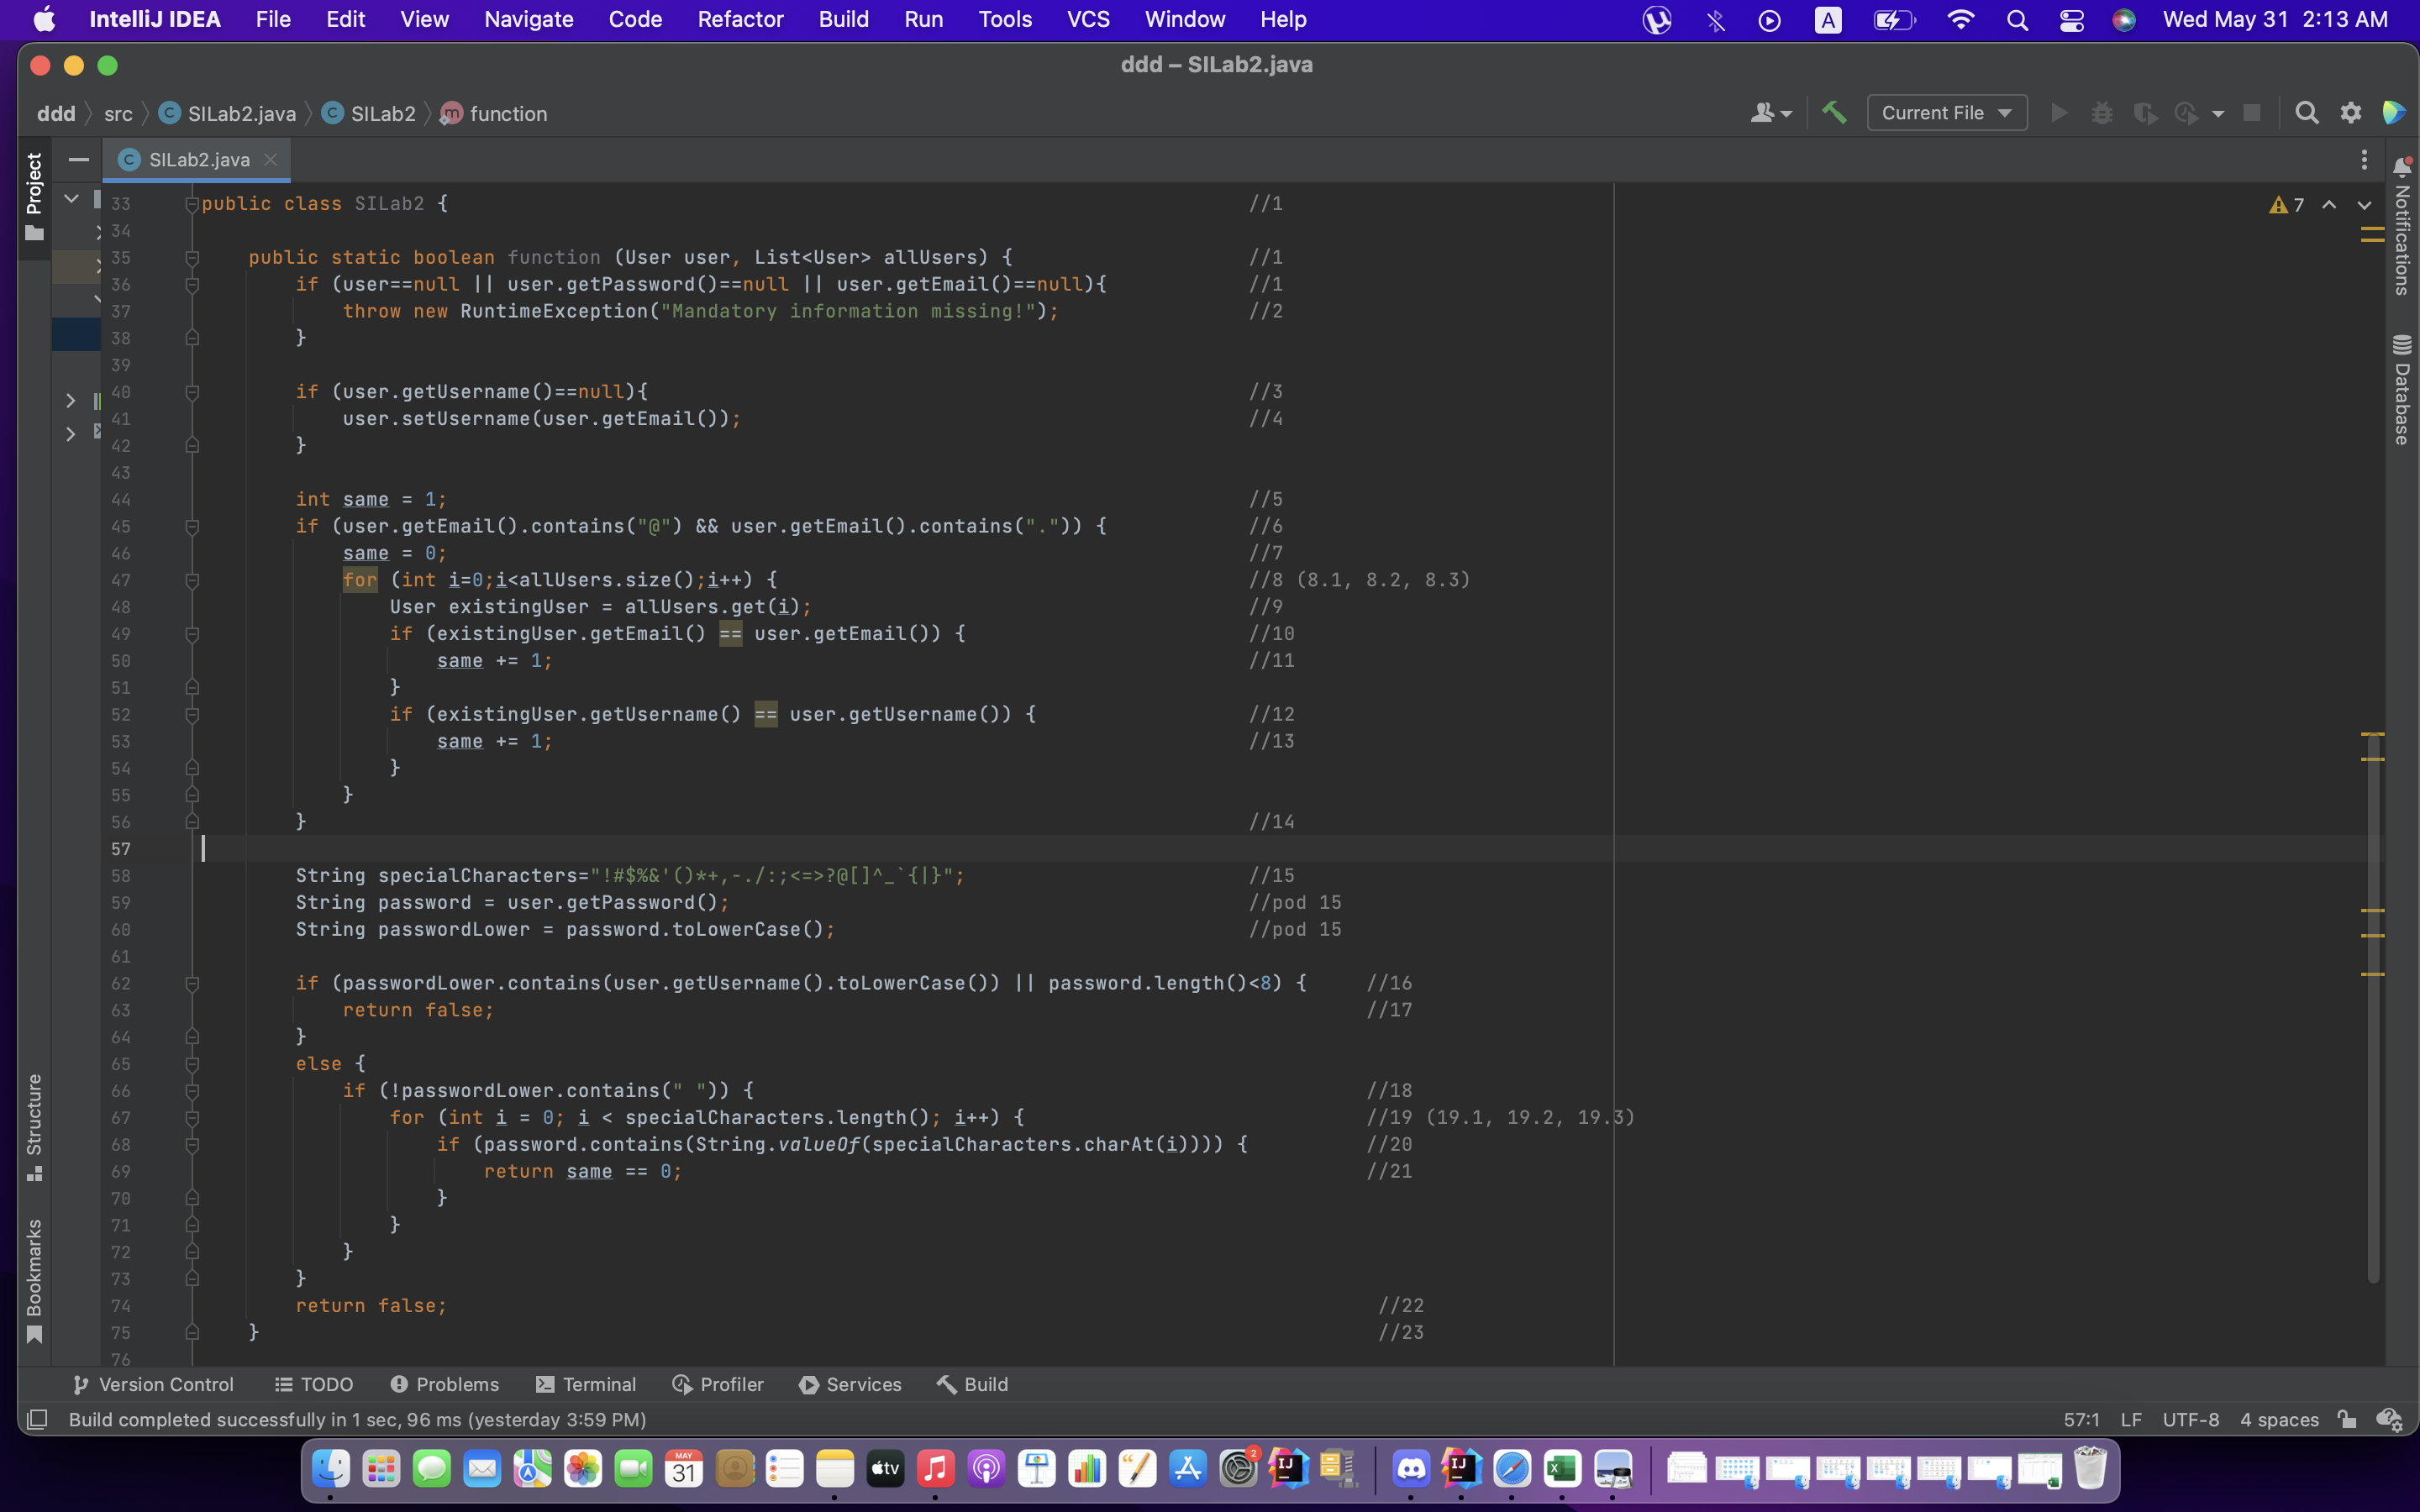 IntelliJ IDEA File Edit View Navigate Code Refactor Build Run Tools VCS Window Help A Wed May 31 2:13 AM
ddd – SILab2.java
ddd src SILab2.java SILab2 function
Current File
Project
SILab2.java
7
Notifications
Database
33 public class SILab2 { //1
34
35 public static boolean function (User user, List<User> allUsers) { //1
36 if (user==null || user.getPassword()==null || user.getEmail()==null){ //1
37 throw new RuntimeException("Mandatory information missing!"); //2
38 }
39
40 if (user.getUsername()==null){ //3
41 user.setUsername(user.getEmail()); //4
42 }
43
44 int same = 1; //5
45 if (user.getEmail().contains("@") && user.getEmail().contains(".")) { //6
46 same = 0; //7
47 for (int i=0;i<allUsers.size();i++) { //8 (8.1, 8.2, 8.3)
48 User existingUser = allUsers.get(i); //9
49 if (existingUser.getEmail() == user.getEmail()) { //10
50 same += 1; //11
51 }
52 if (existingUser.getUsername() == user.getUsername()) { //12
53 same += 1; //13
54 }
55 }
56 } //14
57
58 String specialCharacters="!#$%&'()*+,-./:;<=>?@[]^_`{|}"; //15
59 String password = user.getPassword(); //pod 15
60 String passwordLower = password.toLowerCase(); //pod 15
61
62 if (passwordLower.contains(user.getUsername().toLowerCase()) || password.length()<8) { //16
63 return false; //17
64 }
65 else {
66 if (!passwordLower.contains(" ")) { //18
67 for (int i = 0; i < specialCharacters.length(); i++) { //19 (19.1, 19.2, 19.3)
68 if (password.contains(String.valueOf(specialCharacters.charAt(i)))) { //20
69 return same == 0; //21
70 }
71 }
72 }
73 }
74 return false; //22
75 } //23
76
Structure
Bookmarks
Version Control TODO Problems Terminal Profiler Services Build
Build completed successfully in 1 sec, 96 ms (yesterday 3:59 PM) 57:1 LF UTF-8 4 spaces
MAY
31
tv
2
IJ
IJ
X